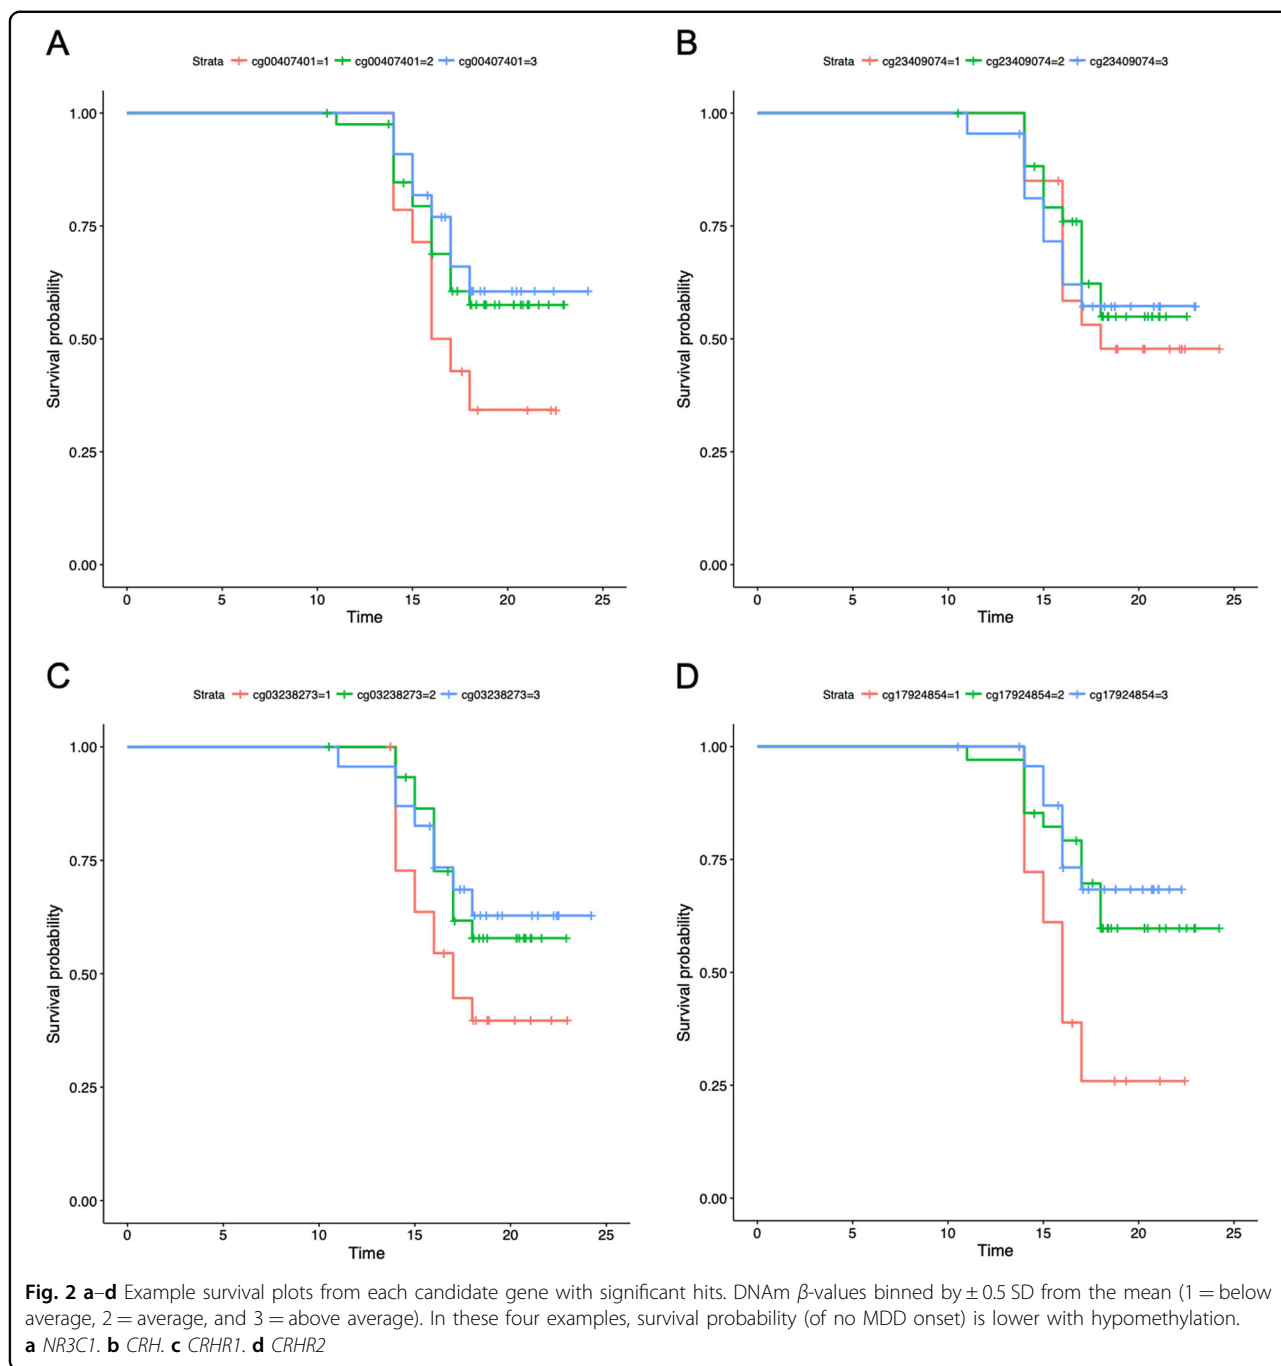 A
Strata cg00407401=1 cg00407401=2 cg00407401=3
1.00
0.75
0.50
0.25
0.00
Survival probability
0 5 10 15 20 25
Time
B
Strata cg23409074=1 cg23409074=2 cg23409074=3
1.00
0.75
0.50
0.25
0.00
Survival probability
0 5 10 15 20 25
Time
C
Strata cg03238273=1 cg03238273=2 cg03238273=3
1.00
0.75
0.50
0.25
0.00
Survival probability
0 5 10 15 20 25
Time
D
Strata cg17924854=1 cg17924854=2 cg17924854=3
1.00
0.75
0.50
0.25
0.00
Survival probability
0 5 10 15 20 25
Time
Fig. 2 a–d Example survival plots from each candidate gene with significant hits. DNAm β-values binned by ± 0.5 SD from the mean (1 = below
average, 2 = average, and 3 = above average). In these four examples, survival probability (of no MDD onset) is lower with hypomethylation.
a NR3C1. b CRH. c CRHR1. d CRHR2